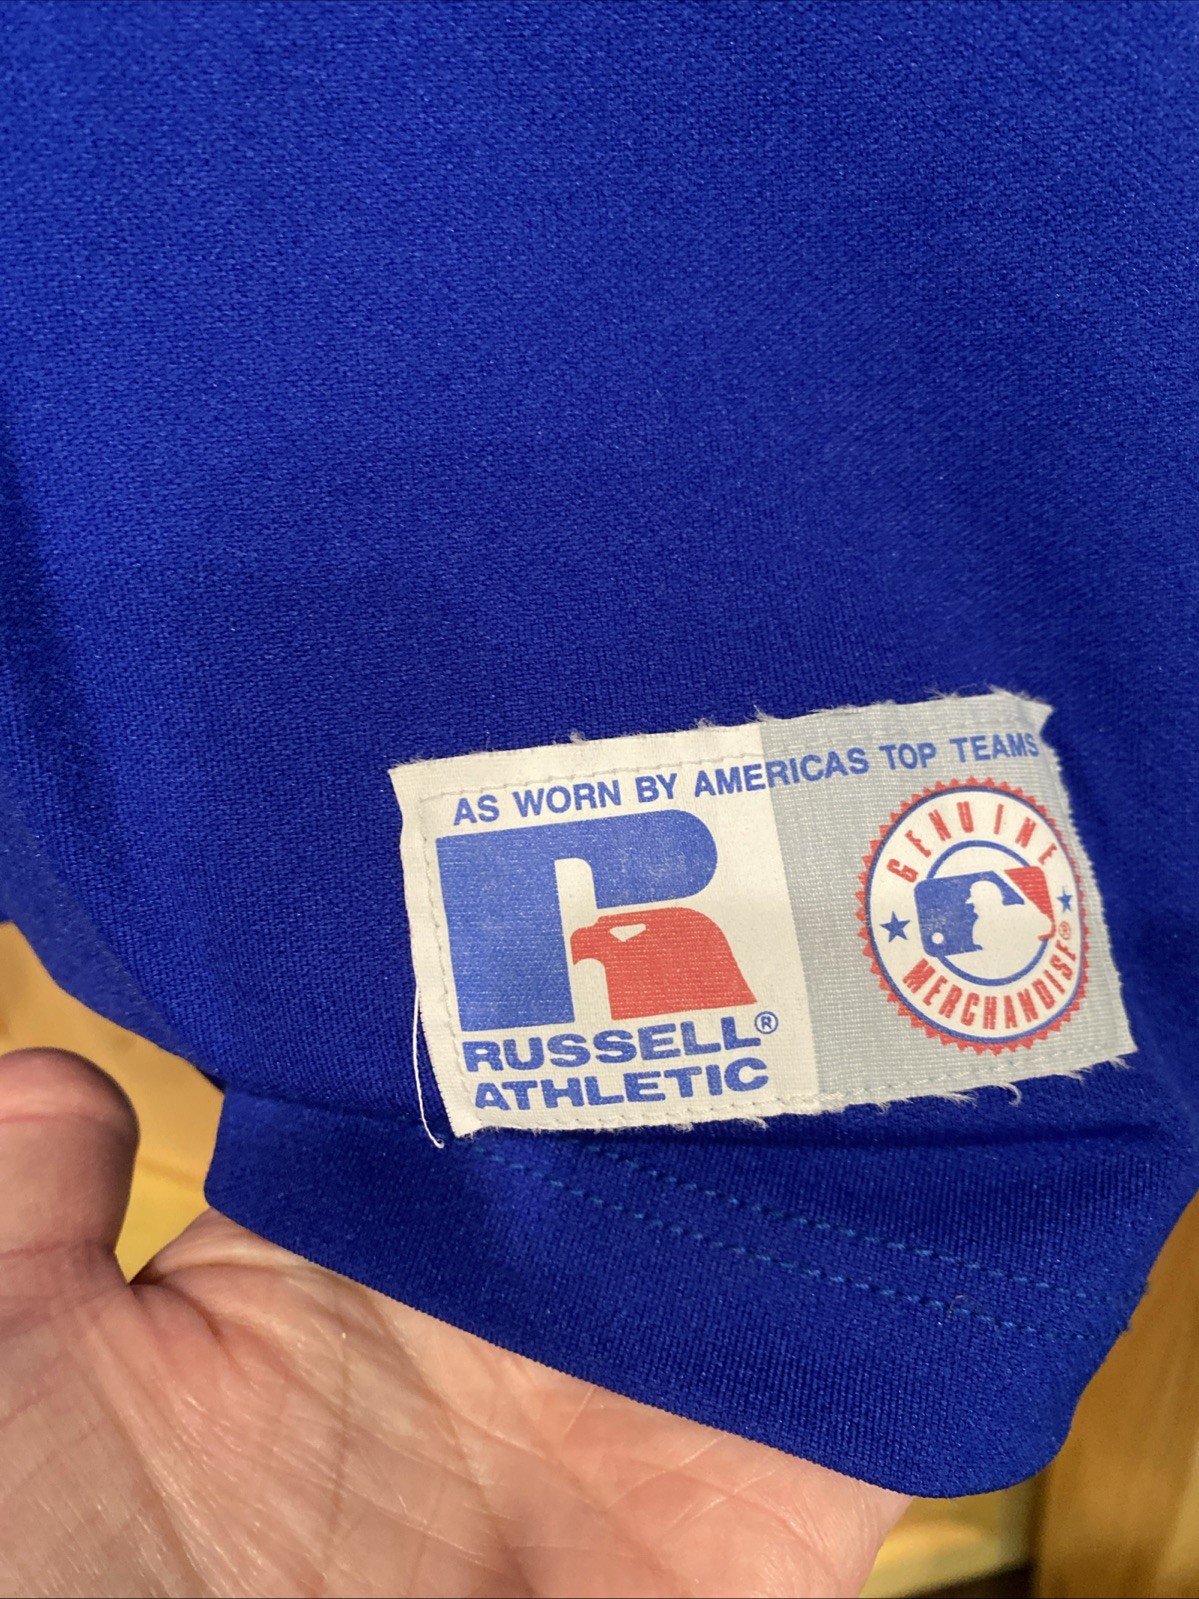 AS WORN BY AMERICAS TOP TEAMS
RUSSELL®
ATHLETIC
GENUINE
MERCHANDISE®